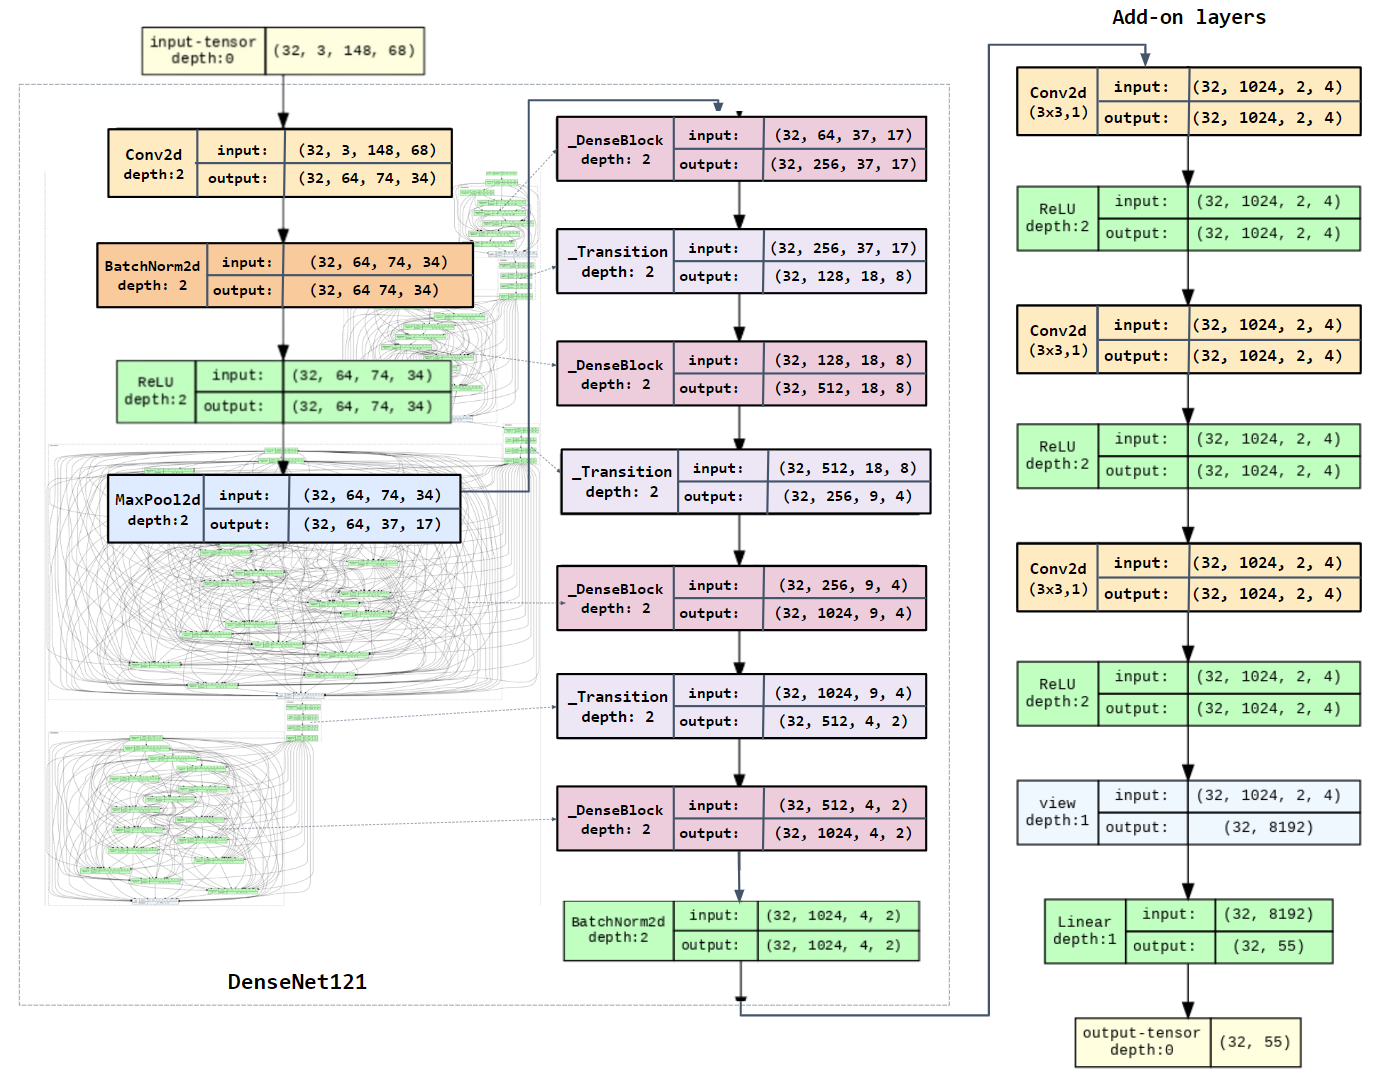 Add-on layers
input-tensor
depth:0
(32, 3, 148, 68)
Conv2d
depth:2
input: (32, 3, 148, 68)
output: (32, 64, 74, 34)
BatchNorm2d
depth: 2
input: (32, 64, 74, 34)
output: (32, 64 74, 34)
ReLU
depth:2
input: (32, 64, 74, 34)
output: (32, 64, 74, 34)
MaxPool2d
depth:2
input: (32, 64, 74, 34)
output: (32, 64, 37, 17)
_DenseBlock
depth: 2
input: (32, 64, 37, 17)
output: (32, 256, 37, 17)
_Transition
depth: 2
input: (32, 256, 37, 17)
output: (32, 128, 18, 8)
_DenseBlock
depth: 2
input: (32, 128, 18, 8)
output: (32, 512, 18, 8)
_Transition
depth: 2
input: (32, 512, 18, 8)
output: (32, 256, 9, 4)
_DenseBlock
depth: 2
input: (32, 256, 9, 4)
output: (32, 1024, 9, 4)
_Transition
depth: 2
input: (32, 1024, 9, 4)
output: (32, 512, 4, 2)
_DenseBlock
depth: 2
input: (32, 512, 4, 2)
output: (32, 1024, 4, 2)
BatchNorm2d
depth:2
input: (32, 1024, 4, 2)
output: (32, 1024, 4, 2)
DenseNet121
Conv2d
(3x3,1)
input: (32, 1024, 2, 4)
output: (32, 1024, 2, 4)
ReLU
depth:2
input: (32, 1024, 2, 4)
output: (32, 1024, 2, 4)
Conv2d
(3x3,1)
input: (32, 1024, 2, 4)
output: (32, 1024, 2, 4)
ReLU
depth:2
input: (32, 1024, 2, 4)
output: (32, 1024, 2, 4)
Conv2d
(3x3,1)
input: (32, 1024, 2, 4)
output: (32, 1024, 2, 4)
ReLU
depth:2
input: (32, 1024, 2, 4)
output: (32, 1024, 2, 4)
view
depth:1
input: (32, 1024, 2, 4)
output: (32, 8192)
Linear
depth:1
input: (32, 8192)
output: (32, 55)
output-tensor
depth:0
(32, 55)